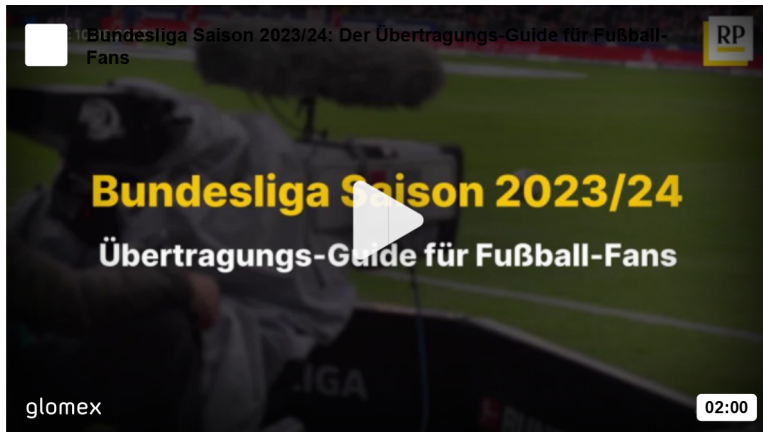 Bundesliga Saison 2023/24: Der Übertragungs-Guide für Fußball-
Fans
RP
Bundesliga Saison 2023/24
Übertragungs-Guide für Fußball-Fans
IGA
glomex
02:00